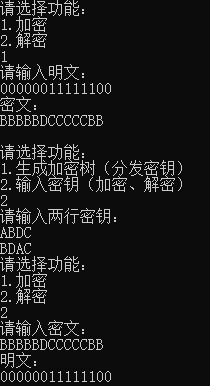 请选择功能:
1.加密
2.解密
1
请输入明文:
00000011111100
密文:
BBBBBDCCCCCBB
请选择功能:
1.生成加密树（分发密钥）
2.输入密钥（加密、解密）
2
请输入两行密钥:
ABDC
BDAC
请选择功能:
1.加密
2.解密
2
请输入密文:
BBBBBDCCCCCBB
明文:
00000011111100